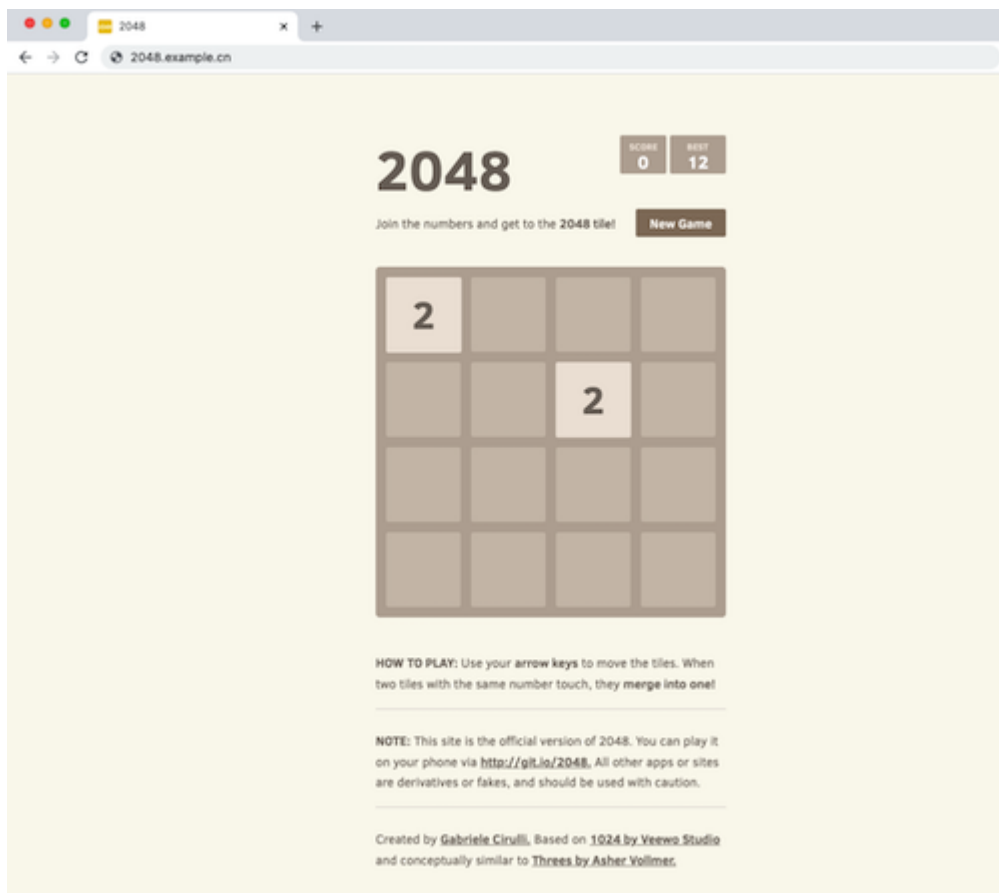 2048
2048.example.cn
2048
SCORE
0
BEST
12
Join the numbers and get to the 2048 tile!
New Game
2
2
HOW TO PLAY: Use your arrow keys to move the tiles. When
two tiles with the same number touch, they merge into one!
NOTE: This site is the official version of 2048. You can play it
on your phone via http://git.io/2048. All other apps or sites
are derivatives or fakes, and should be used with caution.
Created by Gabriele Cirulli. Based on 1024 by Veewo Studio
and conceptually similar to Threes by Asher Vollmer.